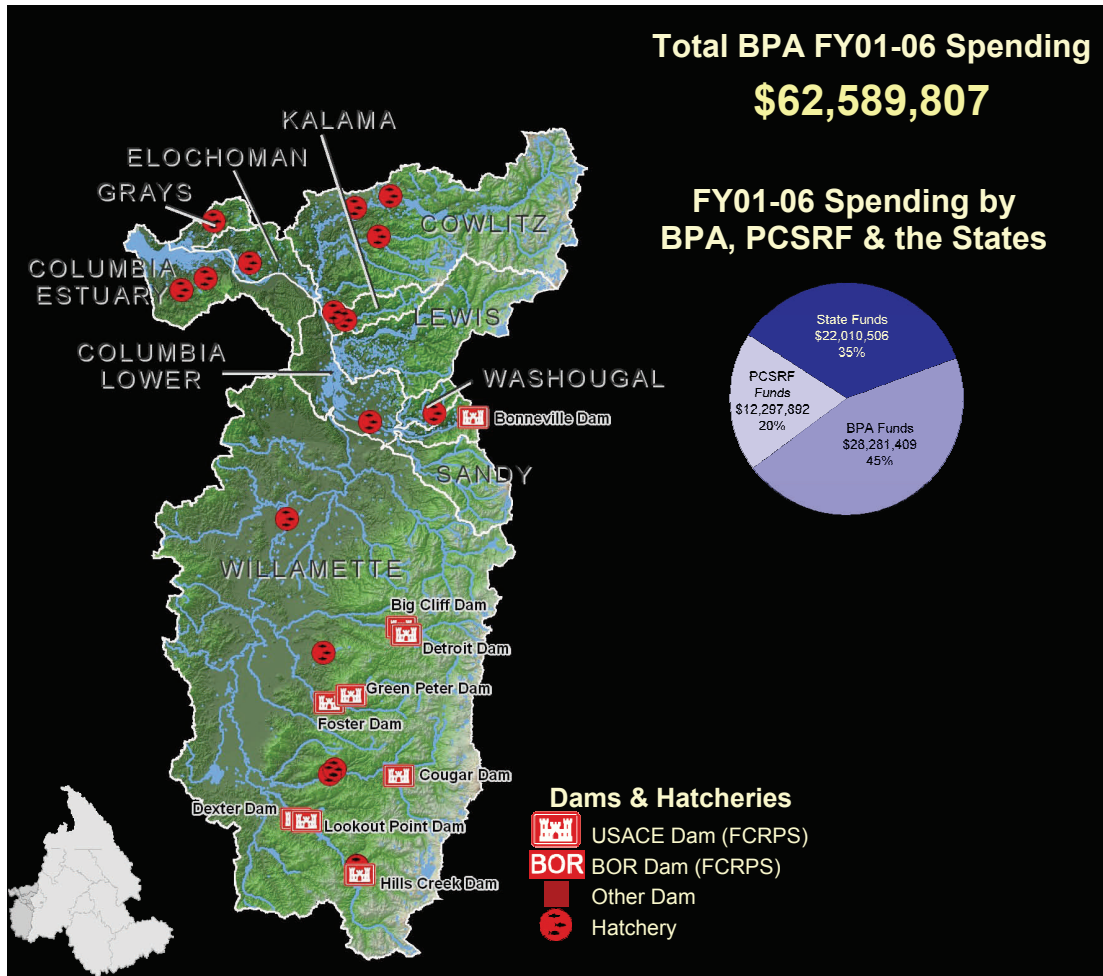 Total BPA FY01-06 Spending
$62,589,807
FY01-06 Spending by
BPA, PCSRF & the States
State Funds
$22,010,506
35%
PCSRF
Funds
$12,297,892
20%
BPA Funds
$28,281,409
45%
KALAMA
ELOCHOMAN
GRAYS
COWLITZ
COLUMBIA
ESTUARY
LEWIS
COLUMBIA
LOWER
WASHOUGAL
Bonneville Dam
SANDY
WILLAMETTE
Big Cliff Dam
Detroit Dam
Green Peter Dam
Foster Dam
Cougar Dam
Dexter Dam
Lookout Point Dam
Hills Creek Dam
Dams & Hatcheries
USACE Dam (FCRPS)
BOR BOR Dam (FCRPS)
Other Dam
Hatchery